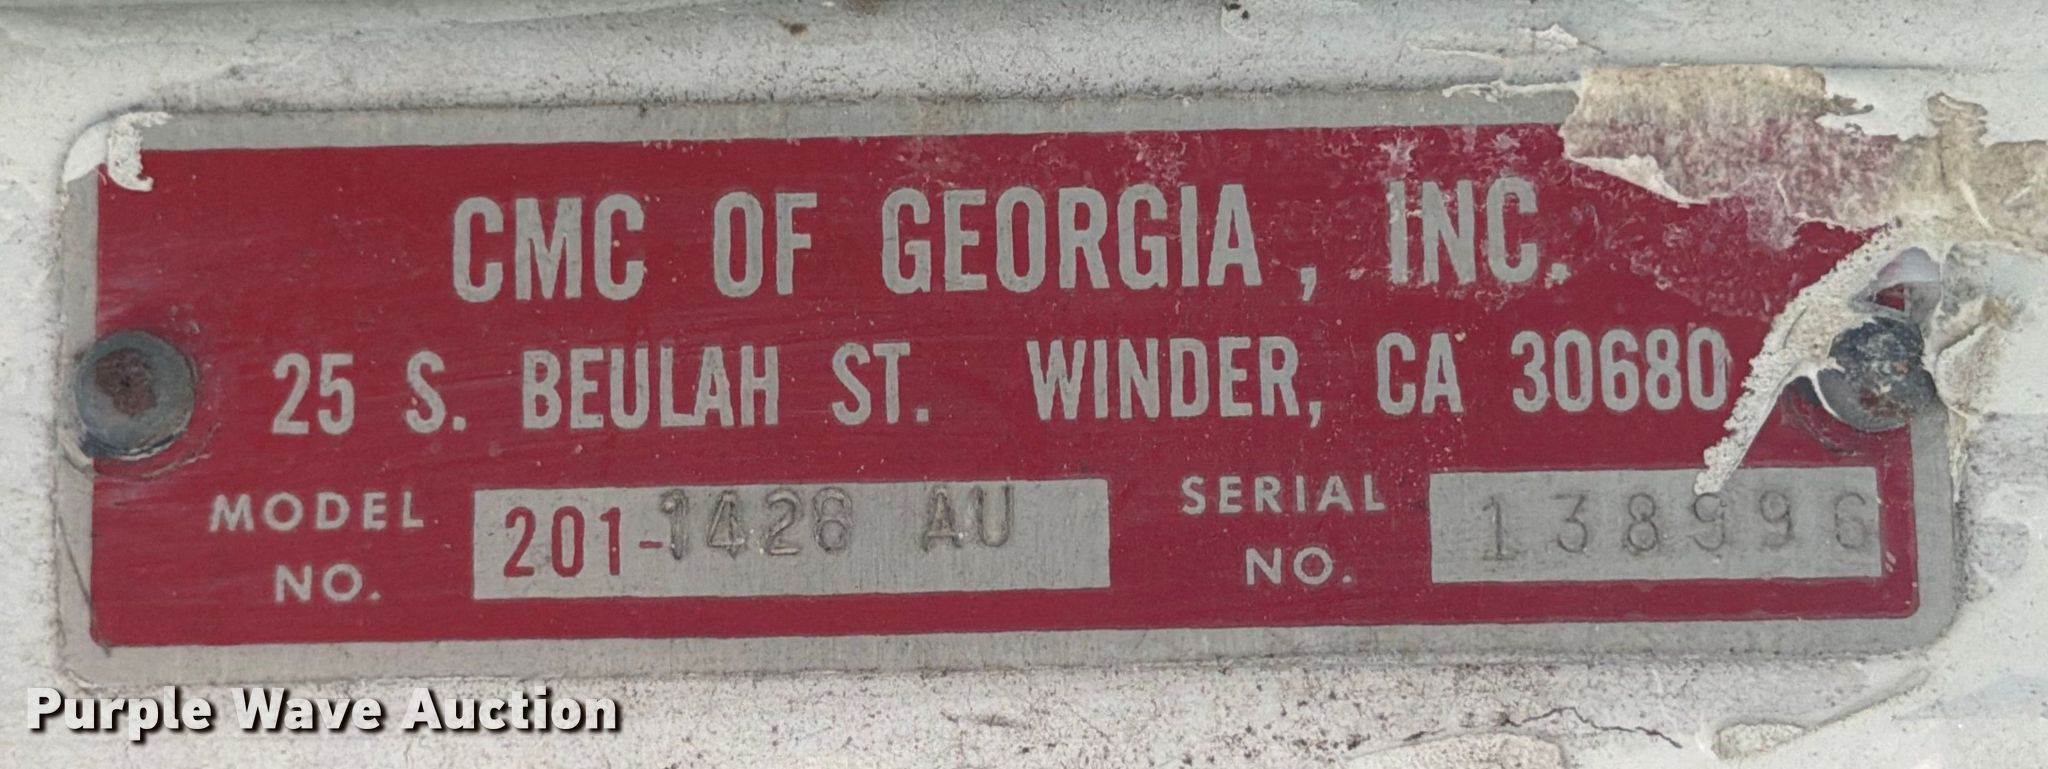 CMC OF GEORGIA, INC.
25 S. BEULAH ST. WINDER, CA 30680
MODEL NO. 201-1426 AU
SERIAL NO. 138996
Purple Wave Auction